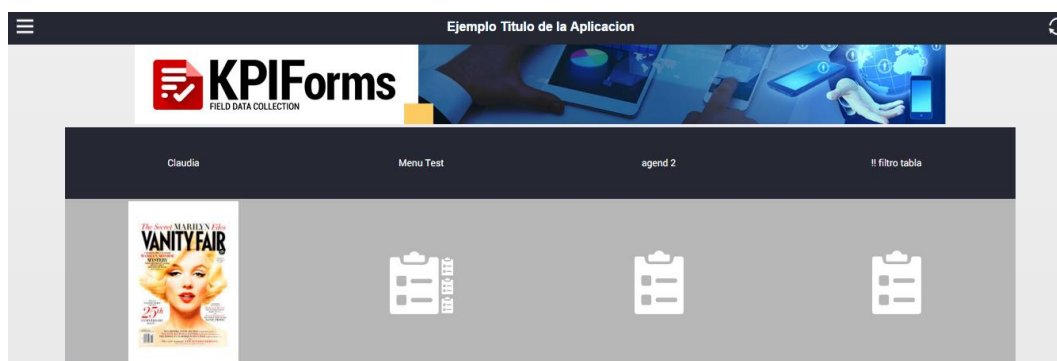 Ejemplo Titulo de la Aplicacion
KPIForms
FIELD DATA COLLECTION
Claudia
Menu Test
agend 2
!! filtro tabla
The Secret MARILYN Files
VANITY FAIR
25th